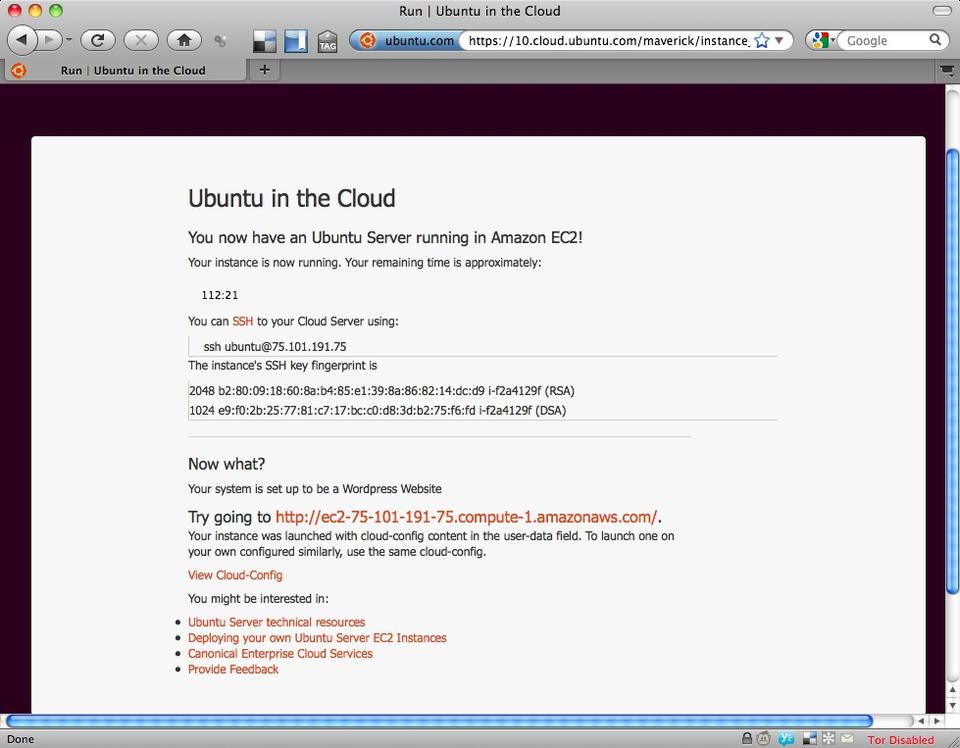 Run | Ubuntu in the Cloud
TAG
ubuntu.com
https://10.cloud.ubuntu.com/maverick/instance_
Google
Run | Ubuntu in the Cloud
Ubuntu in the Cloud
You now have an Ubuntu Server running in Amazon EC2!
Your instance is now running. Your remaining time is approximately:
112:21
You can SSH to your Cloud Server using:
ssh ubuntu@75.101.191.75
The instance's SSH key fingerprint is
2048 b2:80:09:18:60:8a:b4:85:e1:39:8a:86:82:14:dc:d9 i-f2a4129f (RSA)
1024 e9:f0:2b:25:77:81:c7:17:bc:c0:d8:3d:b2:75:f6:fd i-f2a4129f (DSA)
Now what?
Your system is set up to be a Wordpress Website
Try going to http://ec2-75-101-191-75.compute-1.amazonaws.com/.
Your instance was launched with cloud-config content in the user-data field. To launch one on
your own configured similarly, use the same cloud-config.
View Cloud-Config
You might be interested in:
Ubuntu Server technical resources
Deploying your own Ubuntu Server EC2 Instances
Canonical Enterprise Cloud Services
Provide Feedback
Done
Tor Disabled